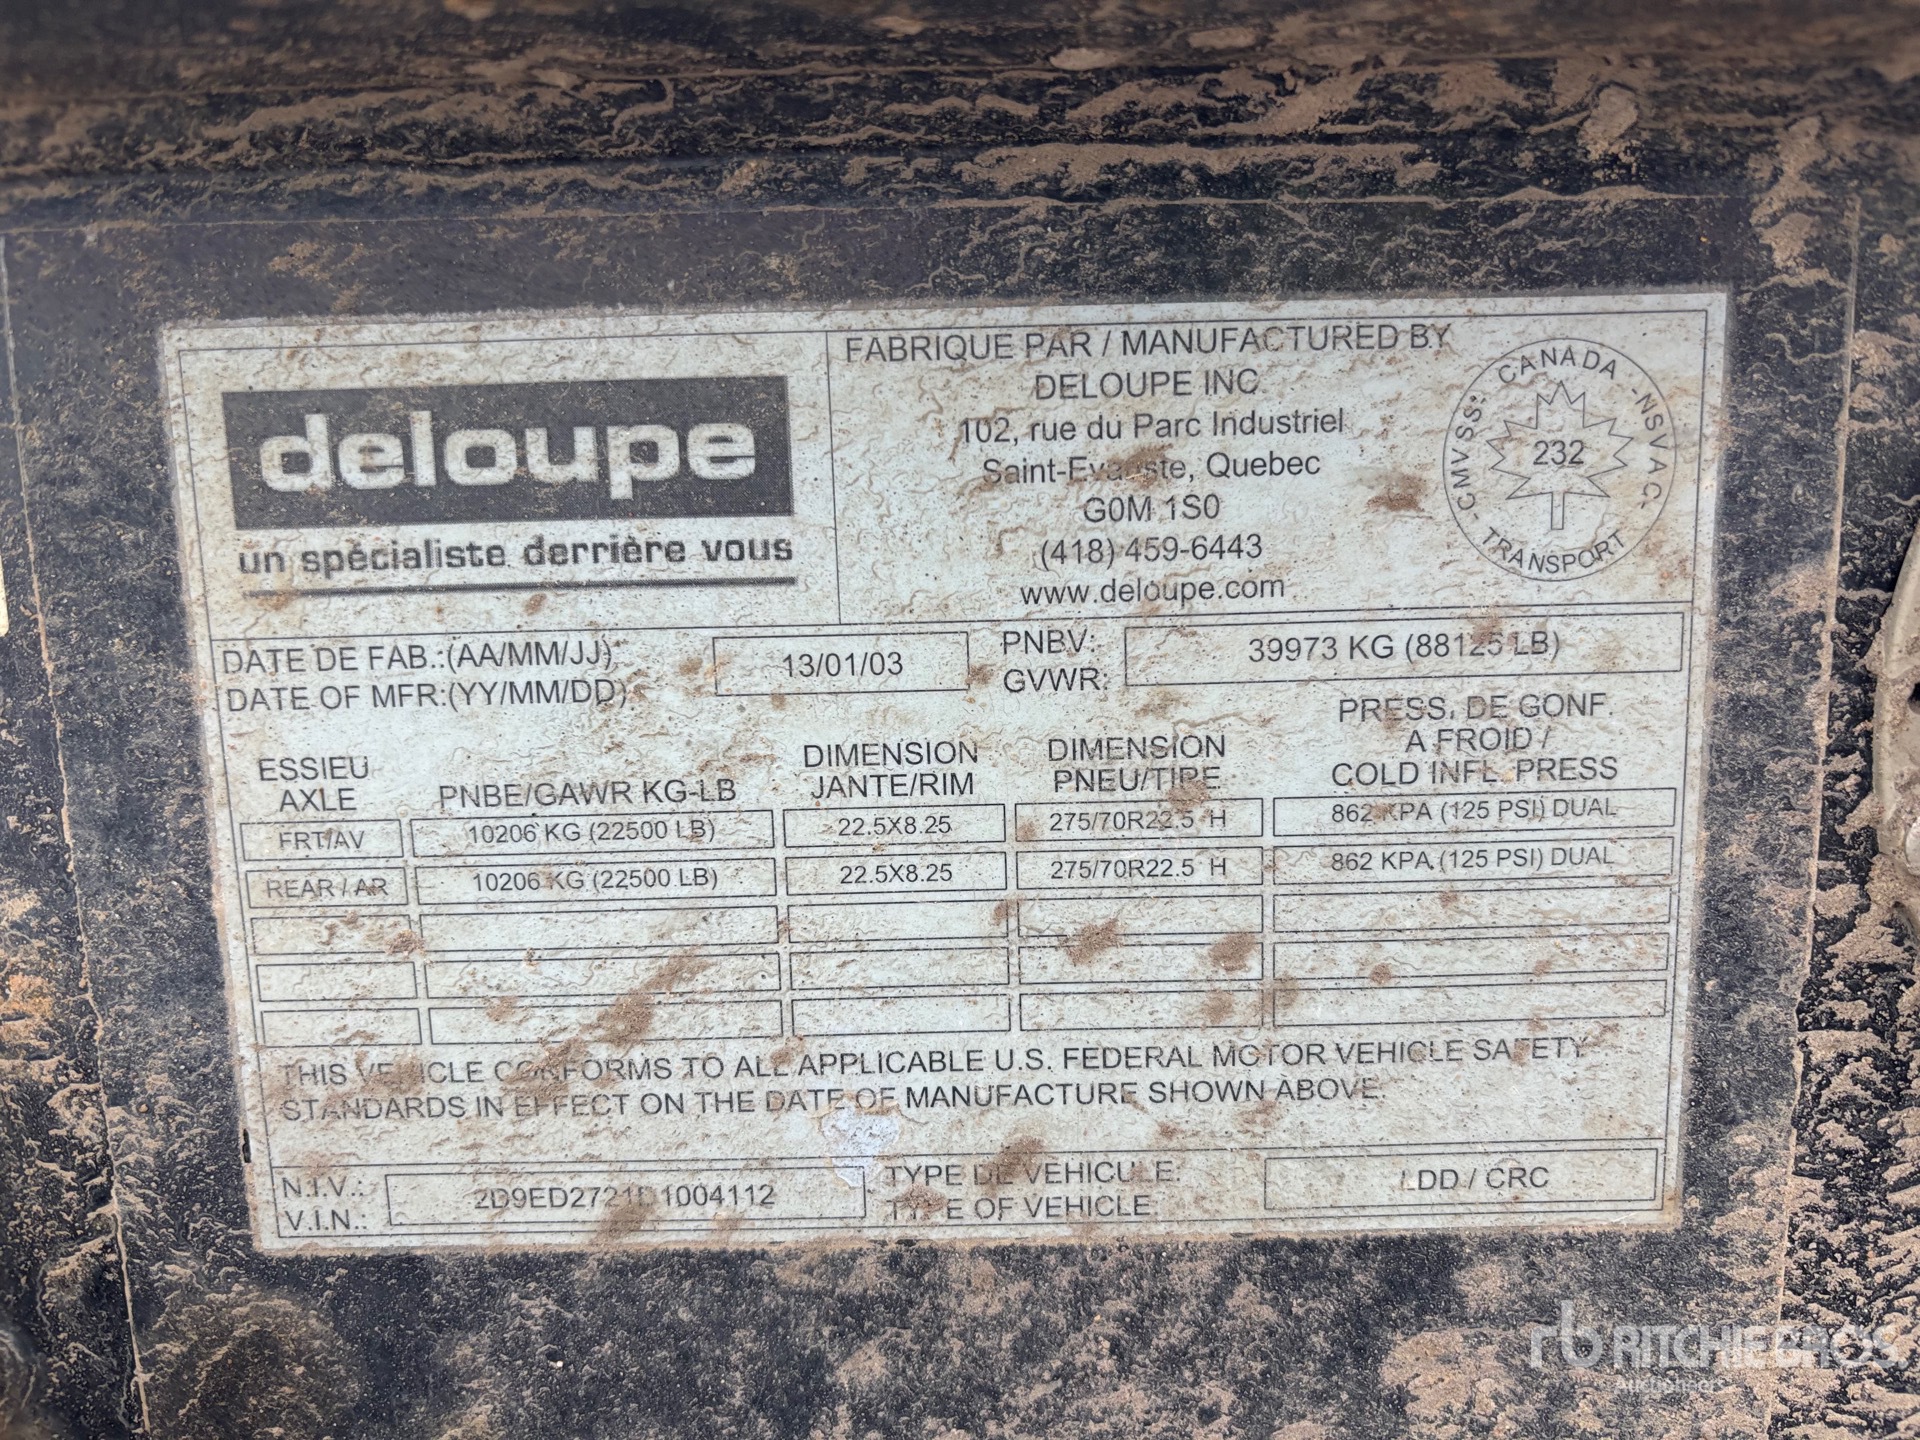 deloupe
un spécialiste derrière vous
FABRIQUE PAR / MANUFACTURED BY
DELOUPE INC.
102, rue du Parc Industriel
Saint-Evariste, Quebec
G0M 1S0
(418) 459-6443
www.deloupe.com
CANADA
CMVSS - NSVAC
232
TRANSPORT
DATE DE FAB.:(AA/MM/JJ):
DATE OF MFR:(YY/MM/DD):
13/01/03
PNBV:
GVWR:
39973 KG (88125 LB)
ESSIEU
AXLE
PNBE/GAWR KG-LB
DIMENSION
JANTE/RIM
DIMENSION
PNEU/TIRE
PRESS. DE GONF.
A FROID /
COLD INFL. PRESS
FRT/AV 10206 KG (22500 LB) 22.5X8.25 275/70R22.5 H 862 KPA (125 PSI) DUAL
REAR / AR 10206 KG (22500 LB) 22.5X8.25 275/70R22.5 H 862 KPA (125 PSI) DUAL
THIS VEHICLE CONFORMS TO ALL APPLICABLE U.S. FEDERAL MOTOR VEHICLE SAFETY
STANDARDS IN EFFECT ON THE DATE OF MANUFACTURE SHOWN ABOVE.
N.I.V.:
V.I.N.:
2D9ED2721D1004112
TYPE DE VEHICULE:
TYPE OF VEHICLE:
/ CRC
rb RITCHIE BROS.
Auctioneers